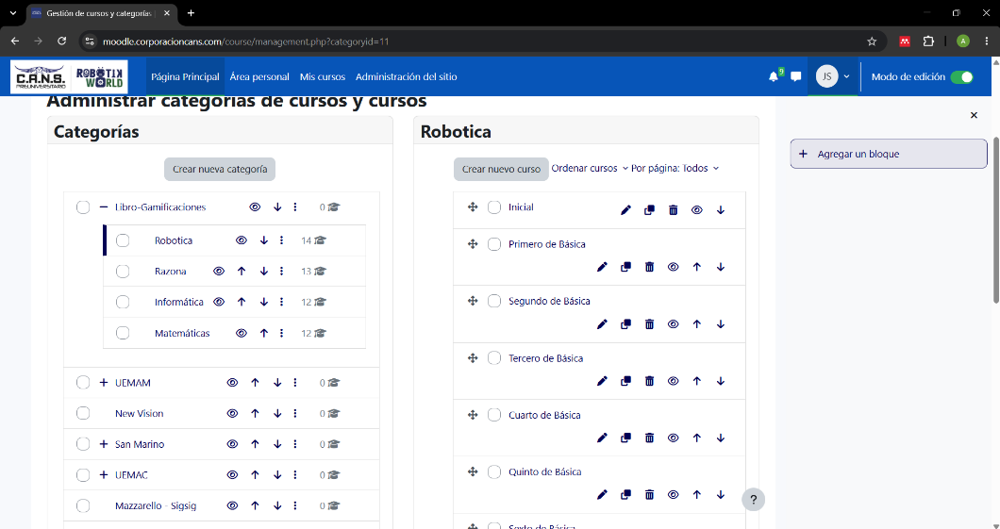 Gestión de cursos y categorías
moodle.corporacioncans.com/course/management.php?categoryid=11
A
C.A.N.S.
PREUNIVERSITARIO
ROBOTIK
WORLD
Página Principal
Área personal
Mis cursos
Administración del sitio
9
JS
Modo de edición
Administrar categorías de cursos y cursos
Categorías
Crear nueva categoría
Libro-Gamificaciones 0
Robotica 14
Razona 13
Informática 12
Matemáticas 12
UEMAM 0
New Vision 0
San Marino 0
UEMAC 0
Mazzarello - Sigsig 0
Robotica
Crear nuevo curso Ordenar cursos Por página: Todos
Inicial
Primero de Básica
Segundo de Básica
Tercero de Básica
Cuarto de Básica
Quinto de Básica
Sexto de Básica
Agregar un bloque
?